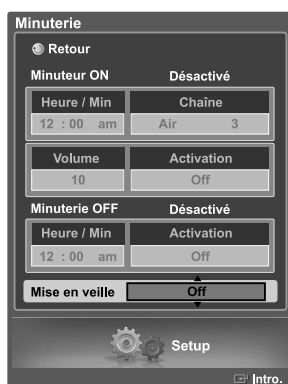 Minuterie
Retour
Minuteur ON Désactivé
Heure / Min Chaîne
12 : 00 am Air 3
Volume Activation
10 Off
Minuterie OFF Désactivé
Heure / Min Activation
12 : 00 am Off
Mise en veille Off
Setup
Intro.